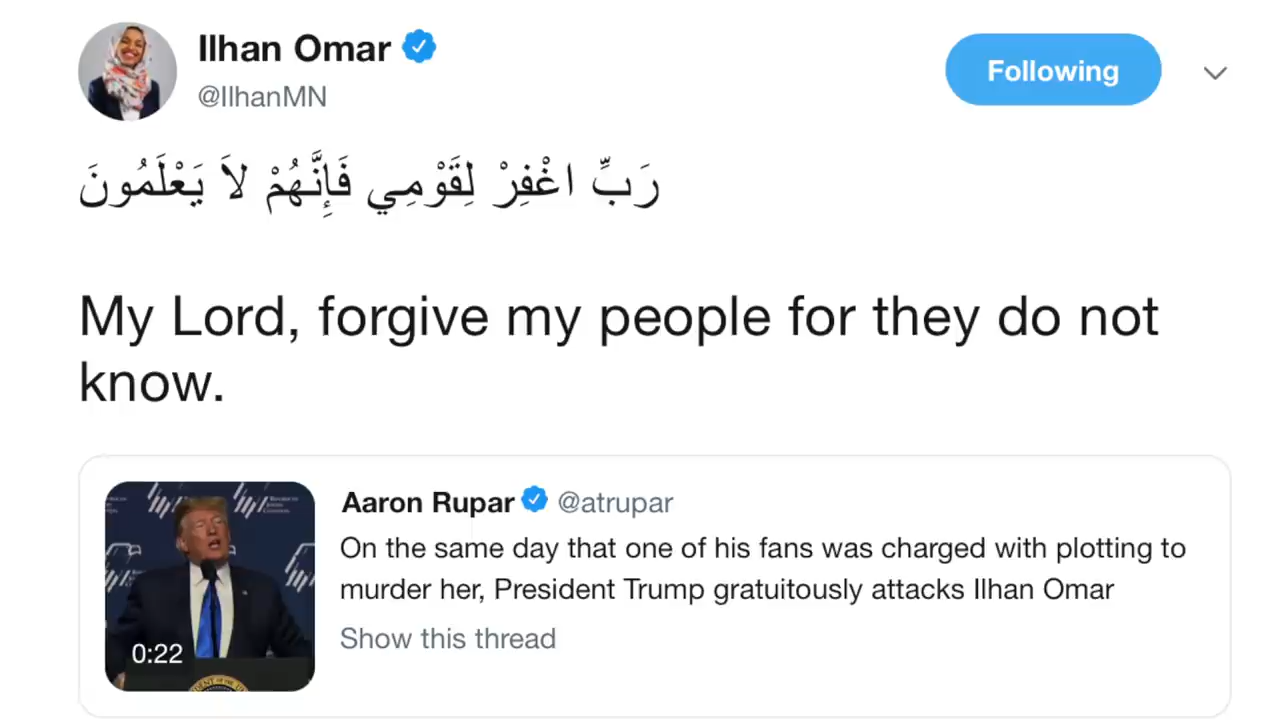 Ilhan Omar
@IlhanMN
Following
رَبِّ اغْفِرْ لِقَوْمِي فَإِنَّهُمْ لاَ يَعْلَمُونَ
My Lord, forgive my people for they do not
know.
Aaron Rupar @atrupar
On the same day that one of his fans was charged with plotting to
murder her, President Trump gratuitously attacks Ilhan Omar
Show this thread
0:22